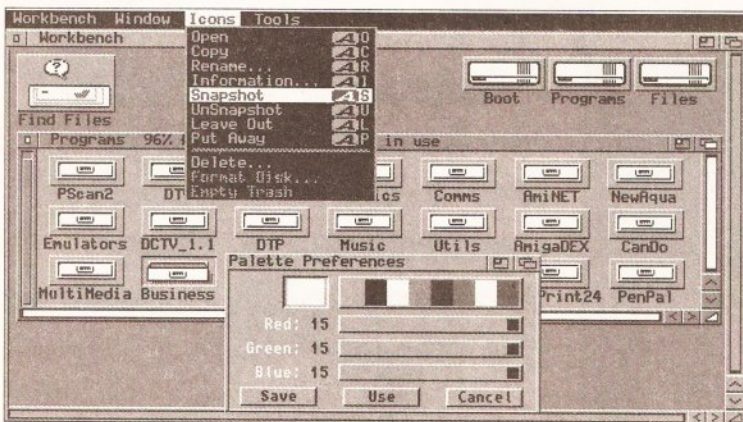 Workbench Window Icons Tools
Workbench
Open A O
Copy A C
Rename... A R
Information... A I
Snapshot A S
UnSnapshot A U
Leave Out A L
Put Away A P
Delete...
Format Disk...
Empty Trash
Find Files
Boot Programs Files
Programs 96% in use
PScan2 DT ics Comms AmiNET NewAqua
Emulators DCTV_1.1 DTP Music Utils AmigaDEX CanDo
MultiMedia Business Print24 PenPal
Palette Preferences
Red: 15
Green: 15
Blue: 15
Save Use Cancel